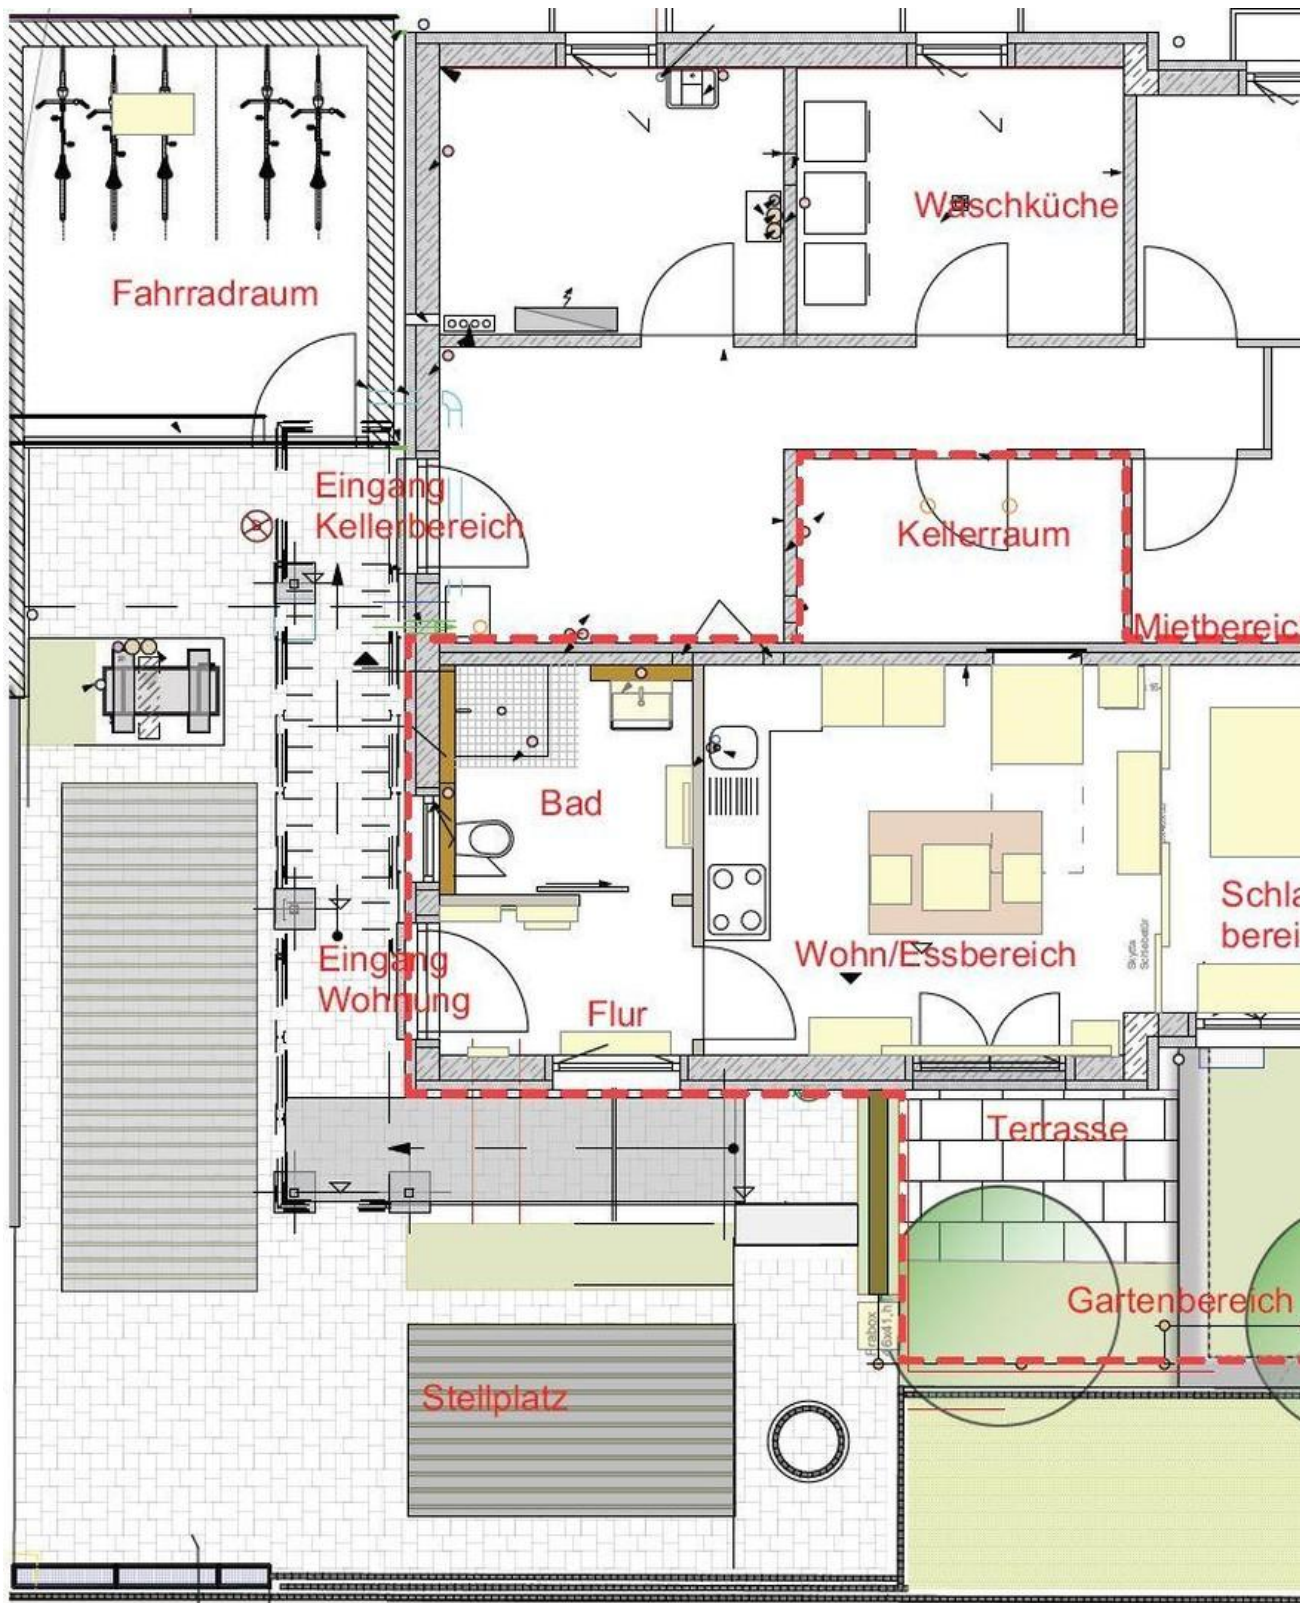 Waschküche
Fahrradraum
Eingang
Kellerbereich
Kellerraum
Mietbereic
Bad
Schla
berei
Wohn/Essbereich
Eingang
Wohnung
Flur
Terrasse
Gartenbereich
Stellplatz